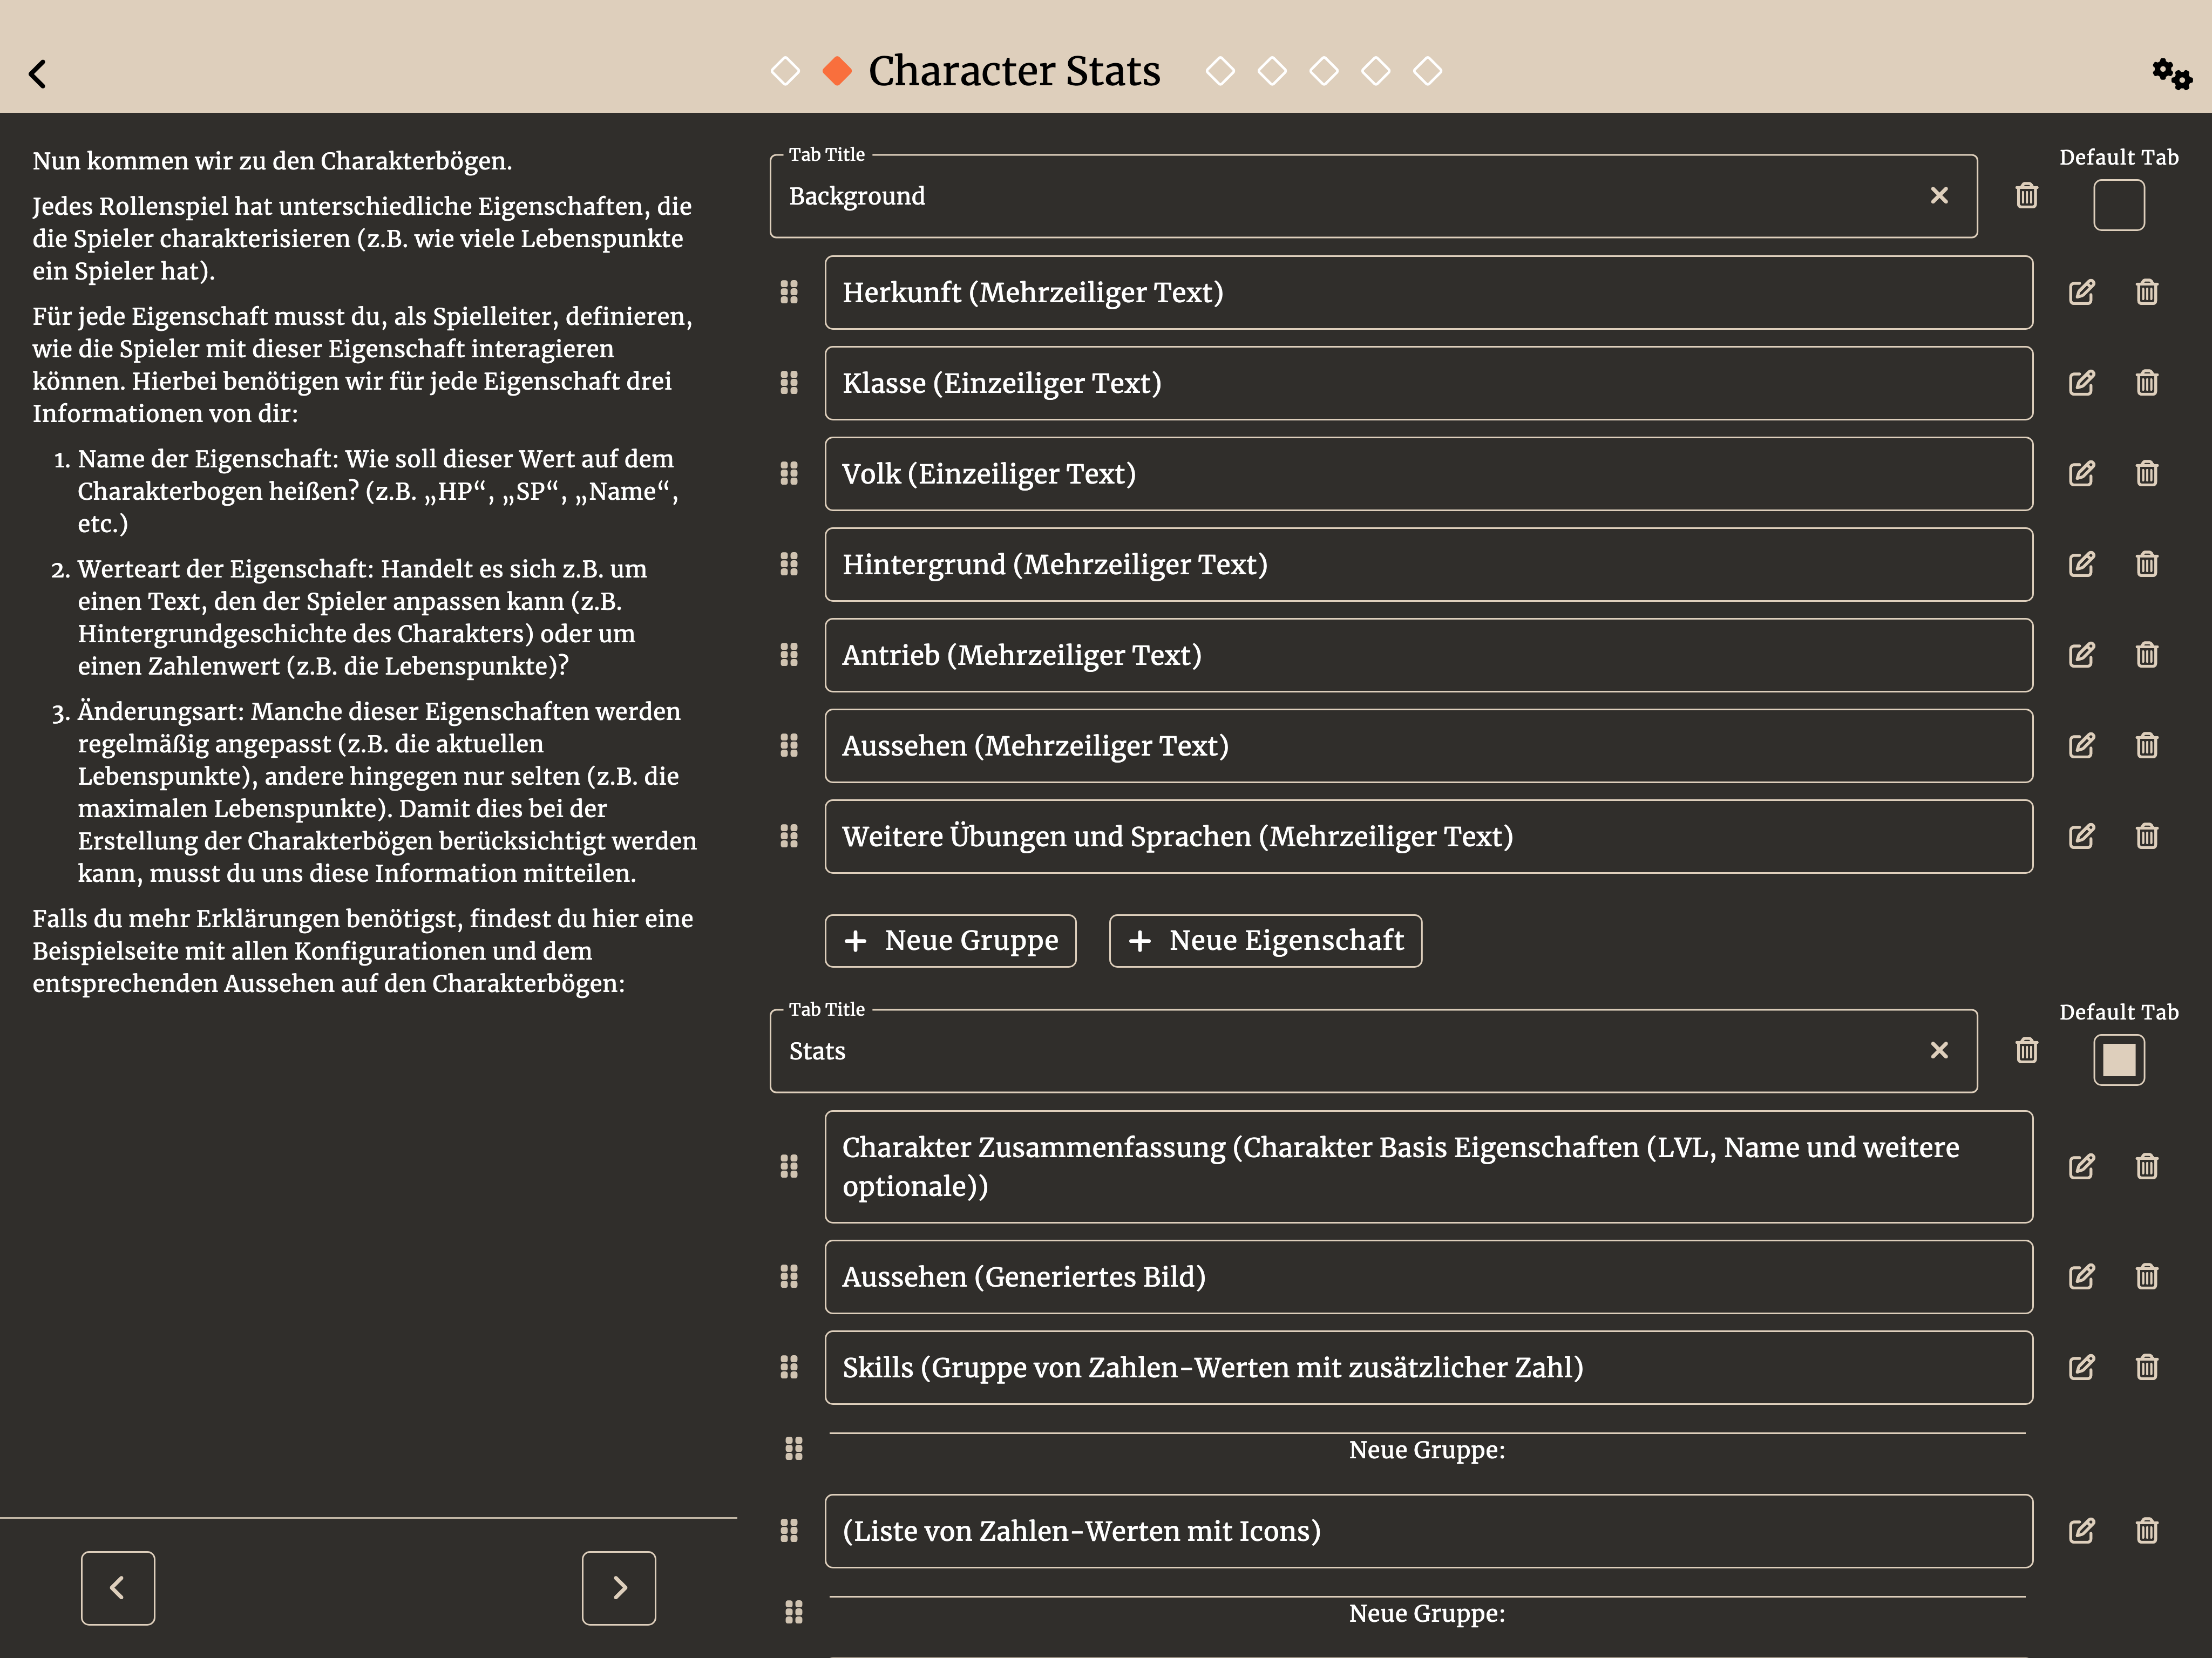 Character Stats
Nun kommen wir zu den Charakterbögen.
Jedes Rollenspiel hat unterschiedliche Eigenschaften, die
die Spieler charakterisieren (z.B. wie viele Lebenspunkte
ein Spieler hat).
Für jede Eigenschaft musst du, als Spielleiter, definieren,
wie die Spieler mit dieser Eigenschaft interagieren
können. Hierbei benötigen wir für jede Eigenschaft drei
Informationen von dir:
1. Name der Eigenschaft: Wie soll dieser Wert auf dem
Charakterbogen heißen? (z.B. „HP“, „SP“, „Name“,
etc.)
2. Werteart der Eigenschaft: Handelt es sich z.B. um
einen Text, den der Spieler anpassen kann (z.B.
Hintergrundgeschichte des Charakters) oder um
einen Zahlenwert (z.B. die Lebenspunkte)?
3. Änderungsart: Manche dieser Eigenschaften werden
regelmäßig angepasst (z.B. die aktuellen
Lebenspunkte), andere hingegen nur selten (z.B. die
maximalen Lebenspunkte). Damit dies bei der
Erstellung der Charakterbögen berücksichtigt werden
kann, musst du uns diese Information mitteilen.
Falls du mehr Erklärungen benötigst, findest du hier eine
Beispielseite mit allen Konfigurationen und dem
entsprechenden Aussehen auf den Charakterbögen:
Tab Title
Background
Default Tab
Herkunft (Mehrzeiliger Text)
Klasse (Einzeiliger Text)
Volk (Einzeiliger Text)
Hintergrund (Mehrzeiliger Text)
Antrieb (Mehrzeiliger Text)
Aussehen (Mehrzeiliger Text)
Weitere Übungen und Sprachen (Mehrzeiliger Text)
Neue Gruppe
Neue Eigenschaft
Tab Title
Stats
Default Tab
Charakter Zusammenfassung (Charakter Basis Eigenschaften (LVL, Name und weitere
optionale))
Aussehen (Generiertes Bild)
Skills (Gruppe von Zahlen-Werten mit zusätzlicher Zahl)
Neue Gruppe:
(Liste von Zahlen-Werten mit Icons)
Neue Gruppe: